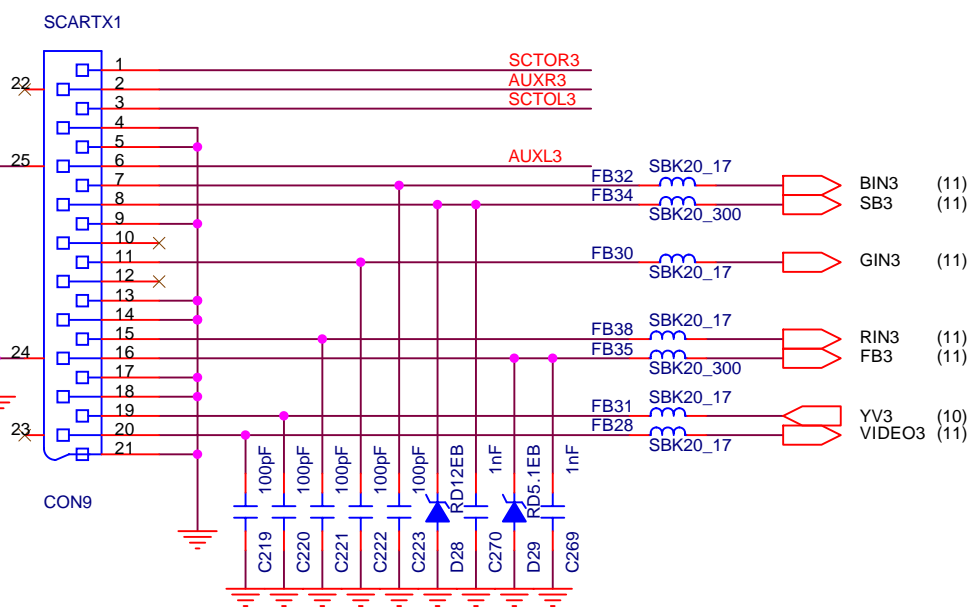 SCARTX1
1 SCTOR3
22 2 AUXR3
3 SCTOL3
4
5
25 6 AUXL3
SBK20_17
7 FB32 BIN3 (11)
8 FB34 SB3 (11)
SBK20_300
9
10
11 FB30 GIN3 (11)
SBK20_17
12
13
14
SBK20_17
15 FB38 RIN3 (11)
24 16 FB35 FB3 (11)
SBK20_300
17
18
SBK20_17
19 FB31 YV3 (10)
23 20 FB28 VIDEO3 (11)
SBK20_17
21
CON9
100pF
C219
100pF
C220
100pF
C221
100pF
C222
100pF
C223
RD12EB
D28
1nF
C270
RD5.1EB
D29
1nF
C269